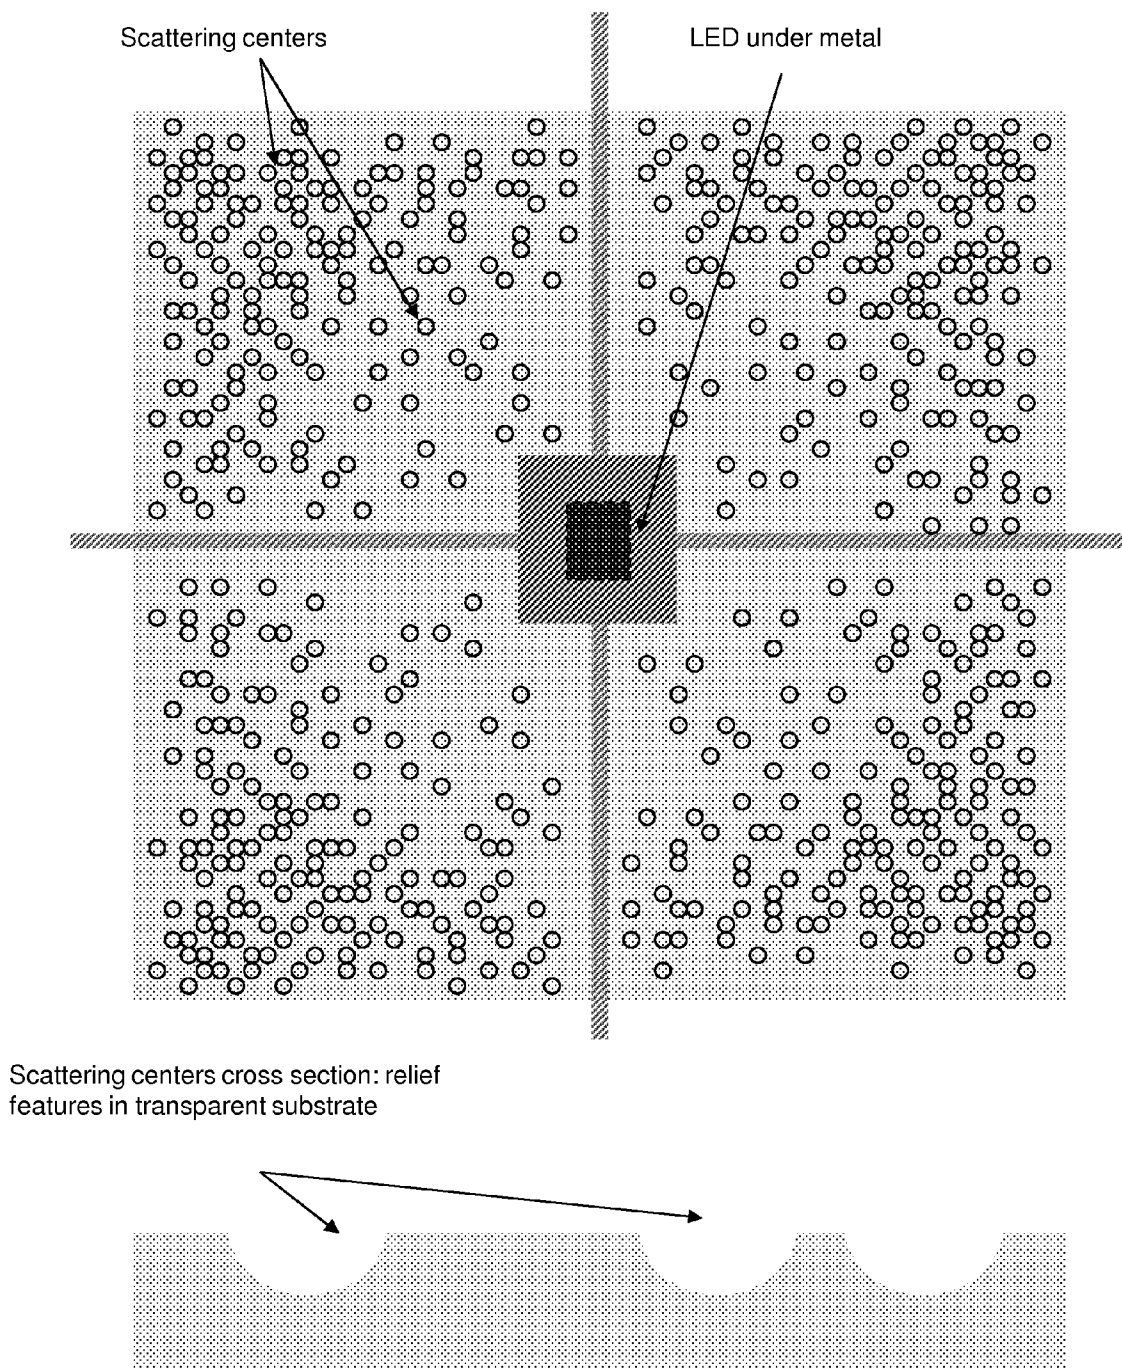 Scattering centers
LED under metal
Scattering centers cross section: relief
features in transparent substrate